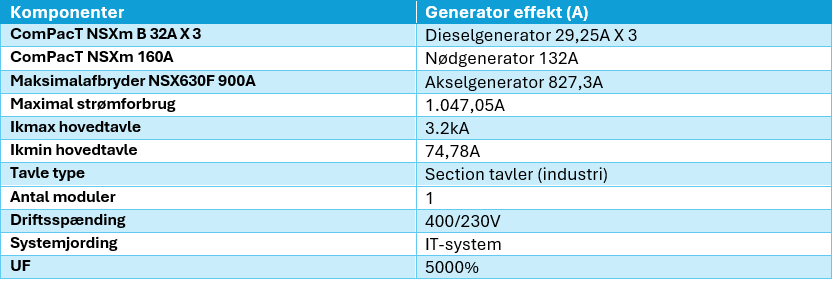 Komponenter Generator effekt (A)
ComPacT NSXm B 32A X 3 Dieselgenerator 29,25A X 3
ComPacT NSXm 160A Nødgenerator 132A
Maksimalafbryder NSX630F 900A Akselgenerator 827,3A
Maximal strømforbrug 1.047,05A
Ikmax hovedtavle 3.2kA
Ikmin hovedtavle 74,78A
Tavle type Section tavler (industri)
Antal moduler 1
Driftsspænding 400/230V
Systemjording IT-system
UF 5000%